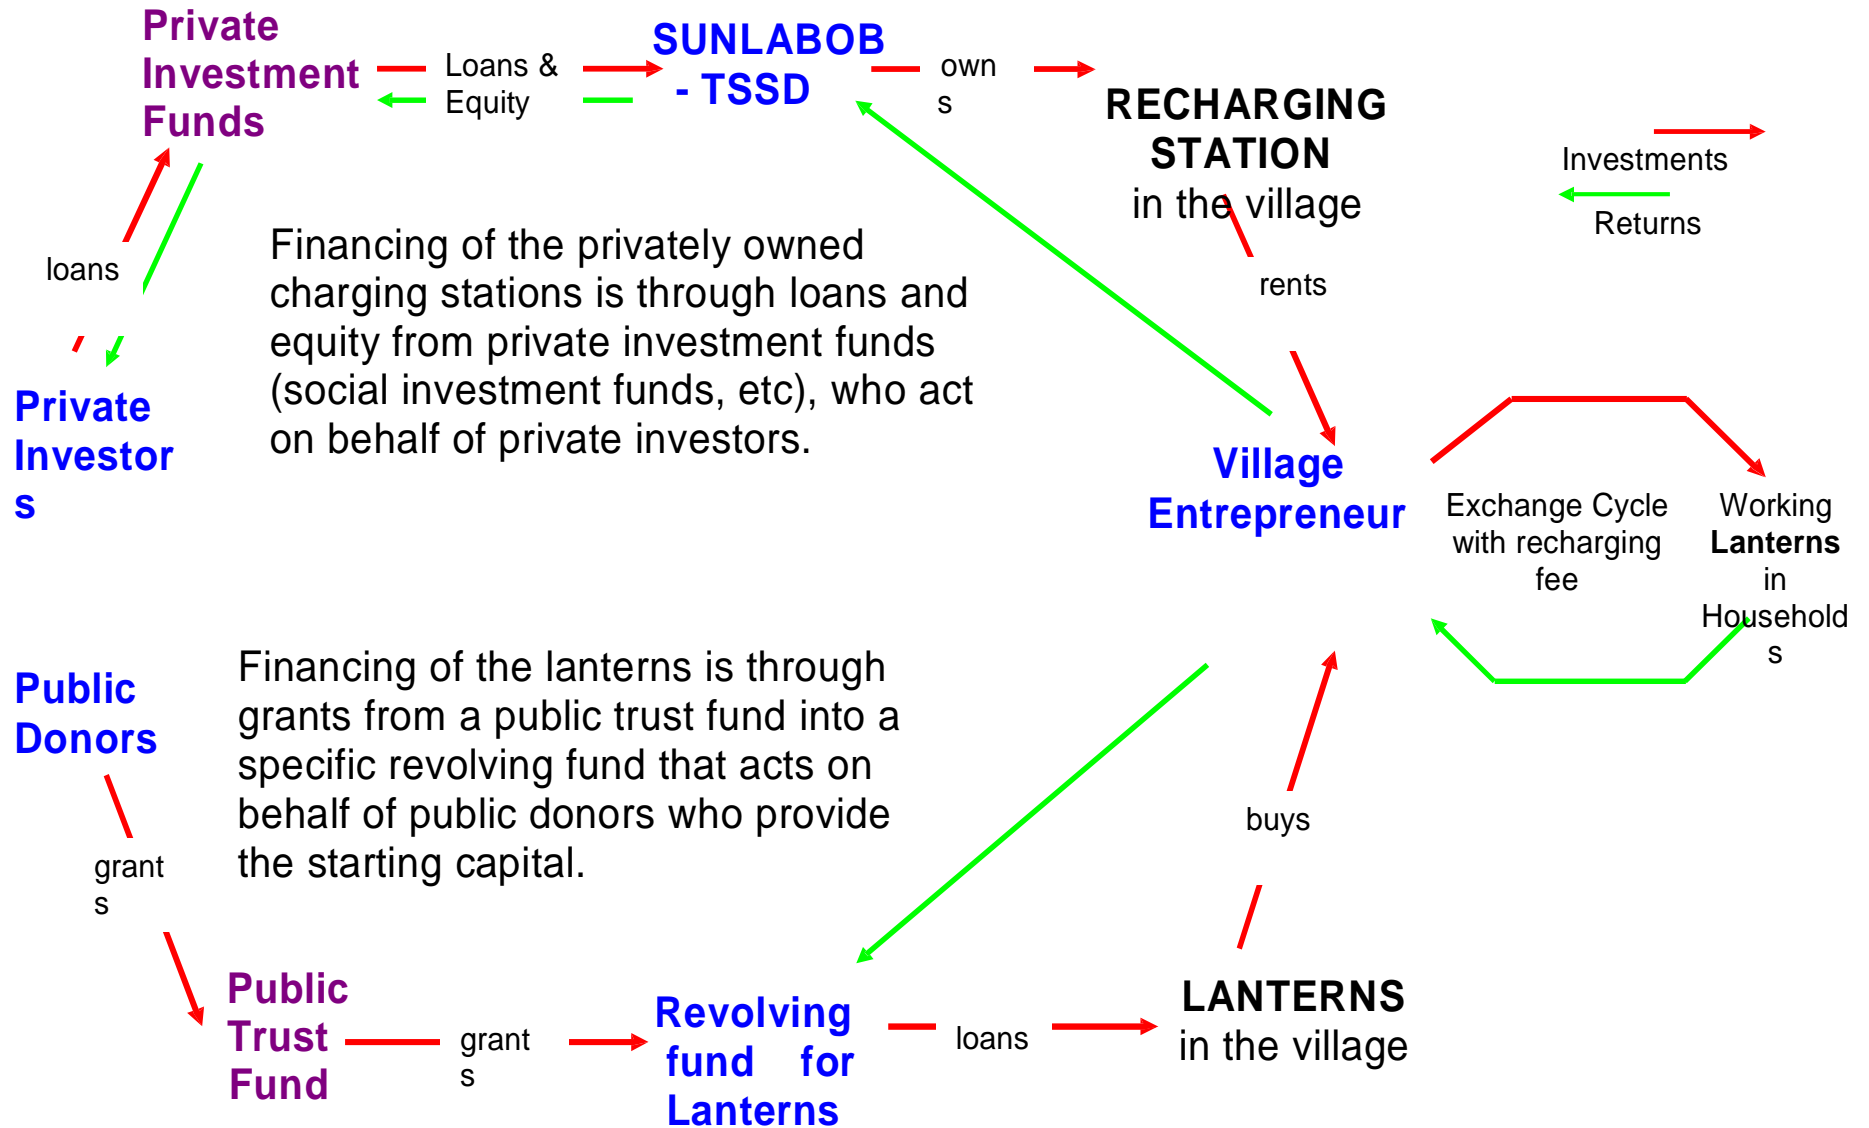 Private
Investment
Funds
Loans &
Equity
SUNLABOB
- TSSD
own
s
RECHARGING
STATION
in the village
Investments
Returns
loans
Financing of the privately owned
charging stations is through loans and
equity from private investment funds
(social investment funds, etc), who act
on behalf of private investors.
rents
Private
Investor
s
Village
Entrepreneur
Exchange Cycle
with recharging
fee
Working
Lanterns
in
Household
s
Public
Donors
Financing of the lanterns is through
grants from a public trust fund into a
specific revolving fund that acts on
behalf of public donors who provide
the starting capital.
buys
grant
s
Public
Trust
Fund
grant
s
Revolving
fund for
Lanterns
loans
LANTERNS
in the village